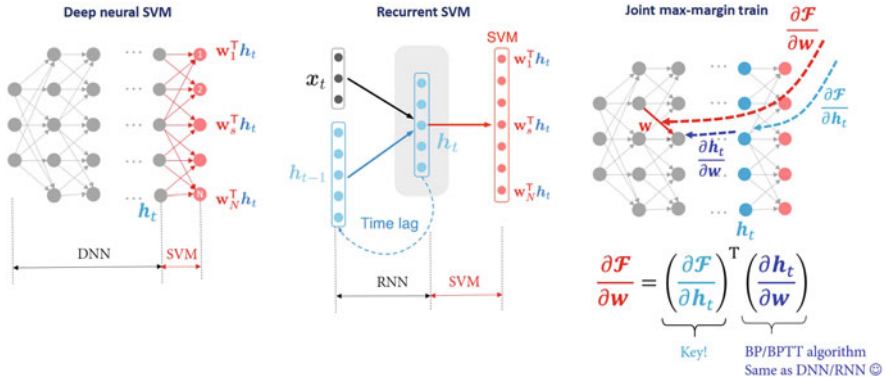 Deep neural SVM
1
2
N
w₁ᵀhₜ
wₛᵀhₜ
w_Nᵀhₜ
hₜ
DNN
SVM
Recurrent SVM
SVM
xₜ
hₜ₋₁
hₜ
w₁ᵀhₜ
wₛᵀhₜ
w_Nᵀhₜ
Time lag
RNN
SVM
Joint max-margin train
∂F/∂w
∂F/∂hₜ
w
∂hₜ/∂w
hₜ
∂F/∂w = (∂F/∂hₜ)ᵀ (∂hₜ/∂w)
Key!
BP/BPTT algorithm
Same as DNN/RNN ☺